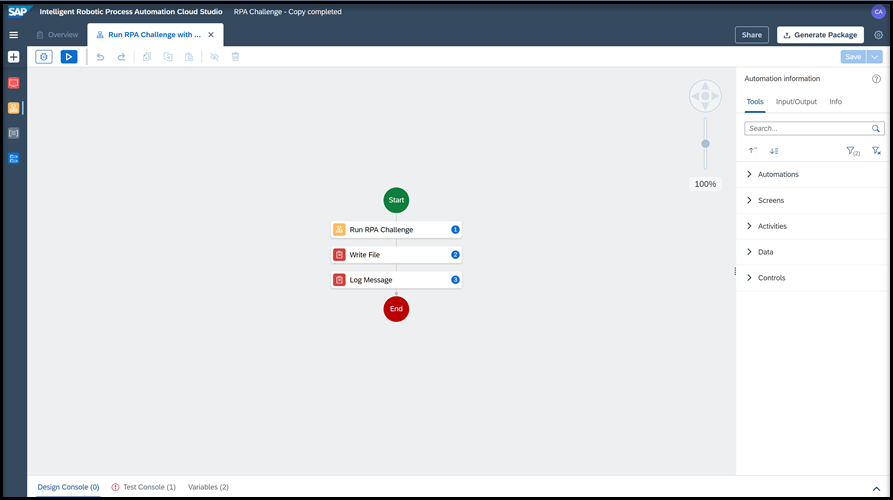 SAP Intelligent Robotic Process Automation Cloud Studio RPA Challenge - Copy completed CA
Overview Run RPA Challenge with ... Share Generate Package
Save
Automation information
Tools Input/Output Info
Search...
(2)
100%
Automations
Screens
Activities
Data
Controls
Start
Run RPA Challenge 1
Write File 2
Log Message 3
End
Design Console (0) Test Console (1) Variables (2)